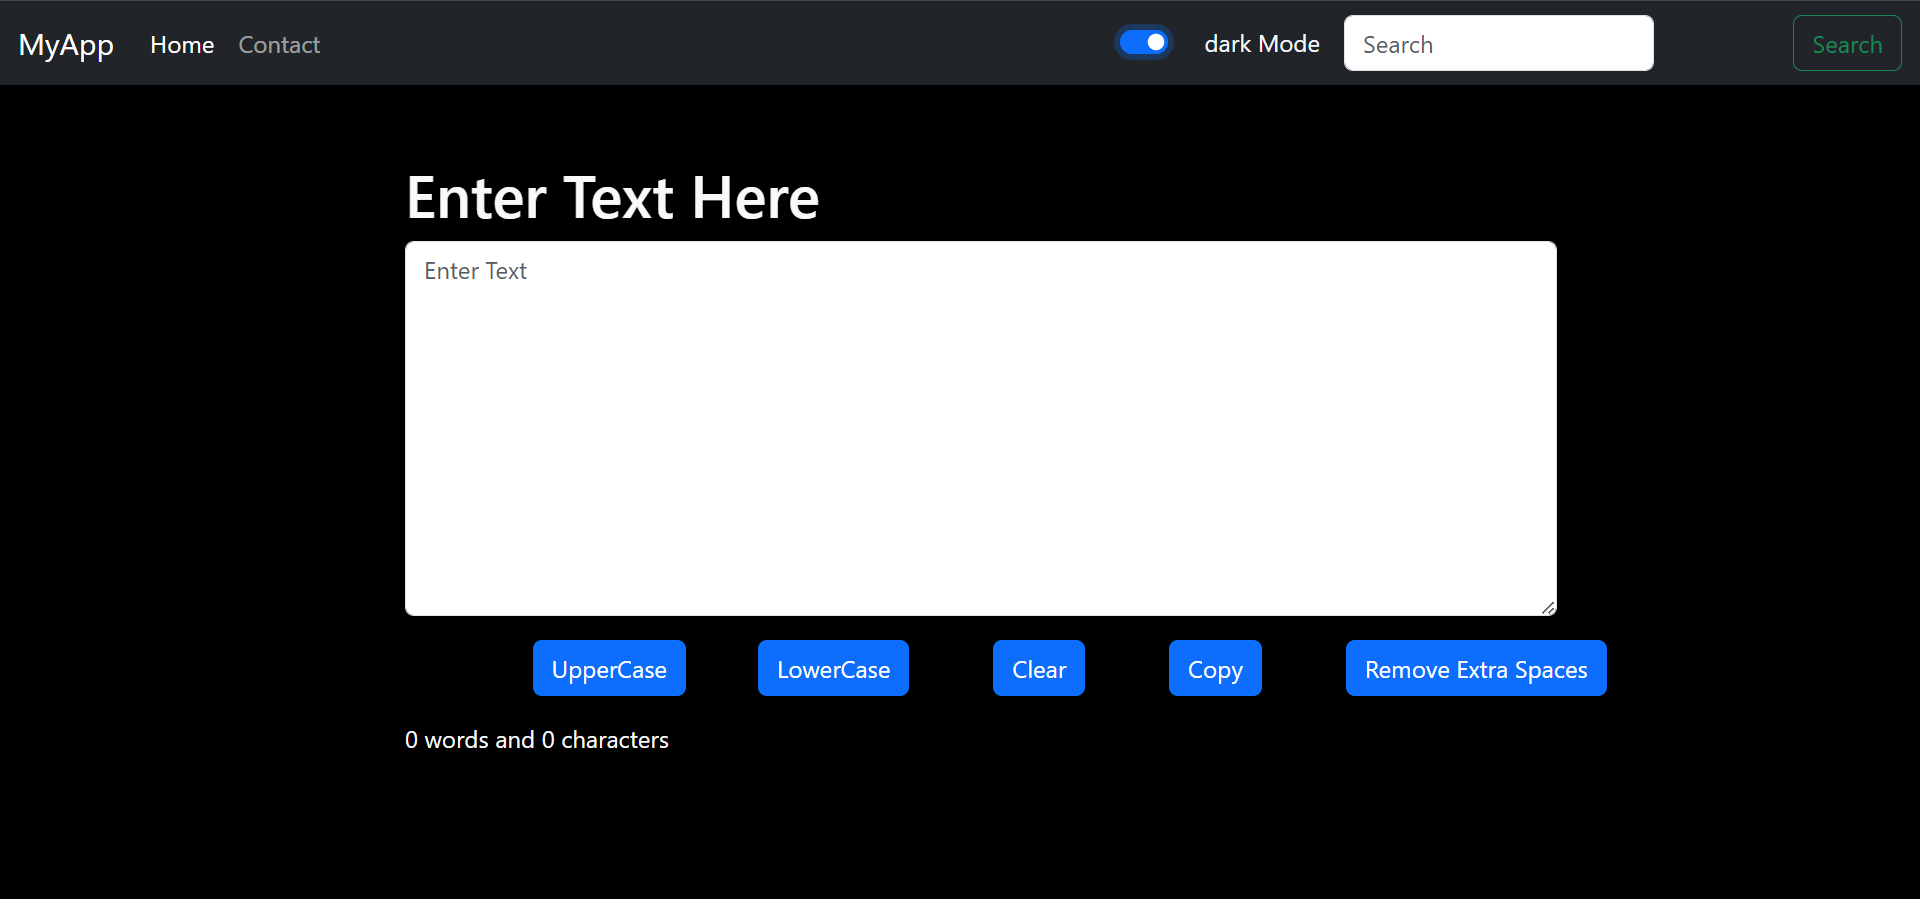 MyApp Home Contact dark Mode Search Search
Enter Text Here
Enter Text
UpperCase LowerCase Clear Copy Remove Extra Spaces
0 words and 0 characters